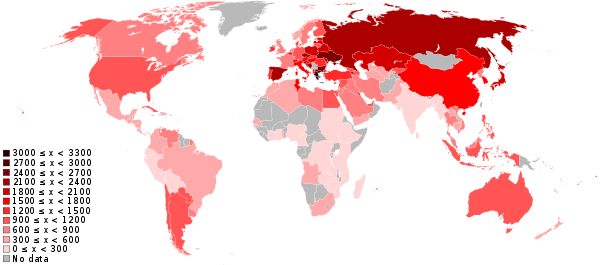 3000 ≤ x < 3300
2700 ≤ x < 3000
2400 ≤ x < 2700
2100 ≤ x < 2400
1800 ≤ x < 2100
1500 ≤ x < 1800
1200 ≤ x < 1500
900 ≤ x < 1200
600 ≤ x < 900
300 ≤ x < 600
0 ≤ x < 300
No data